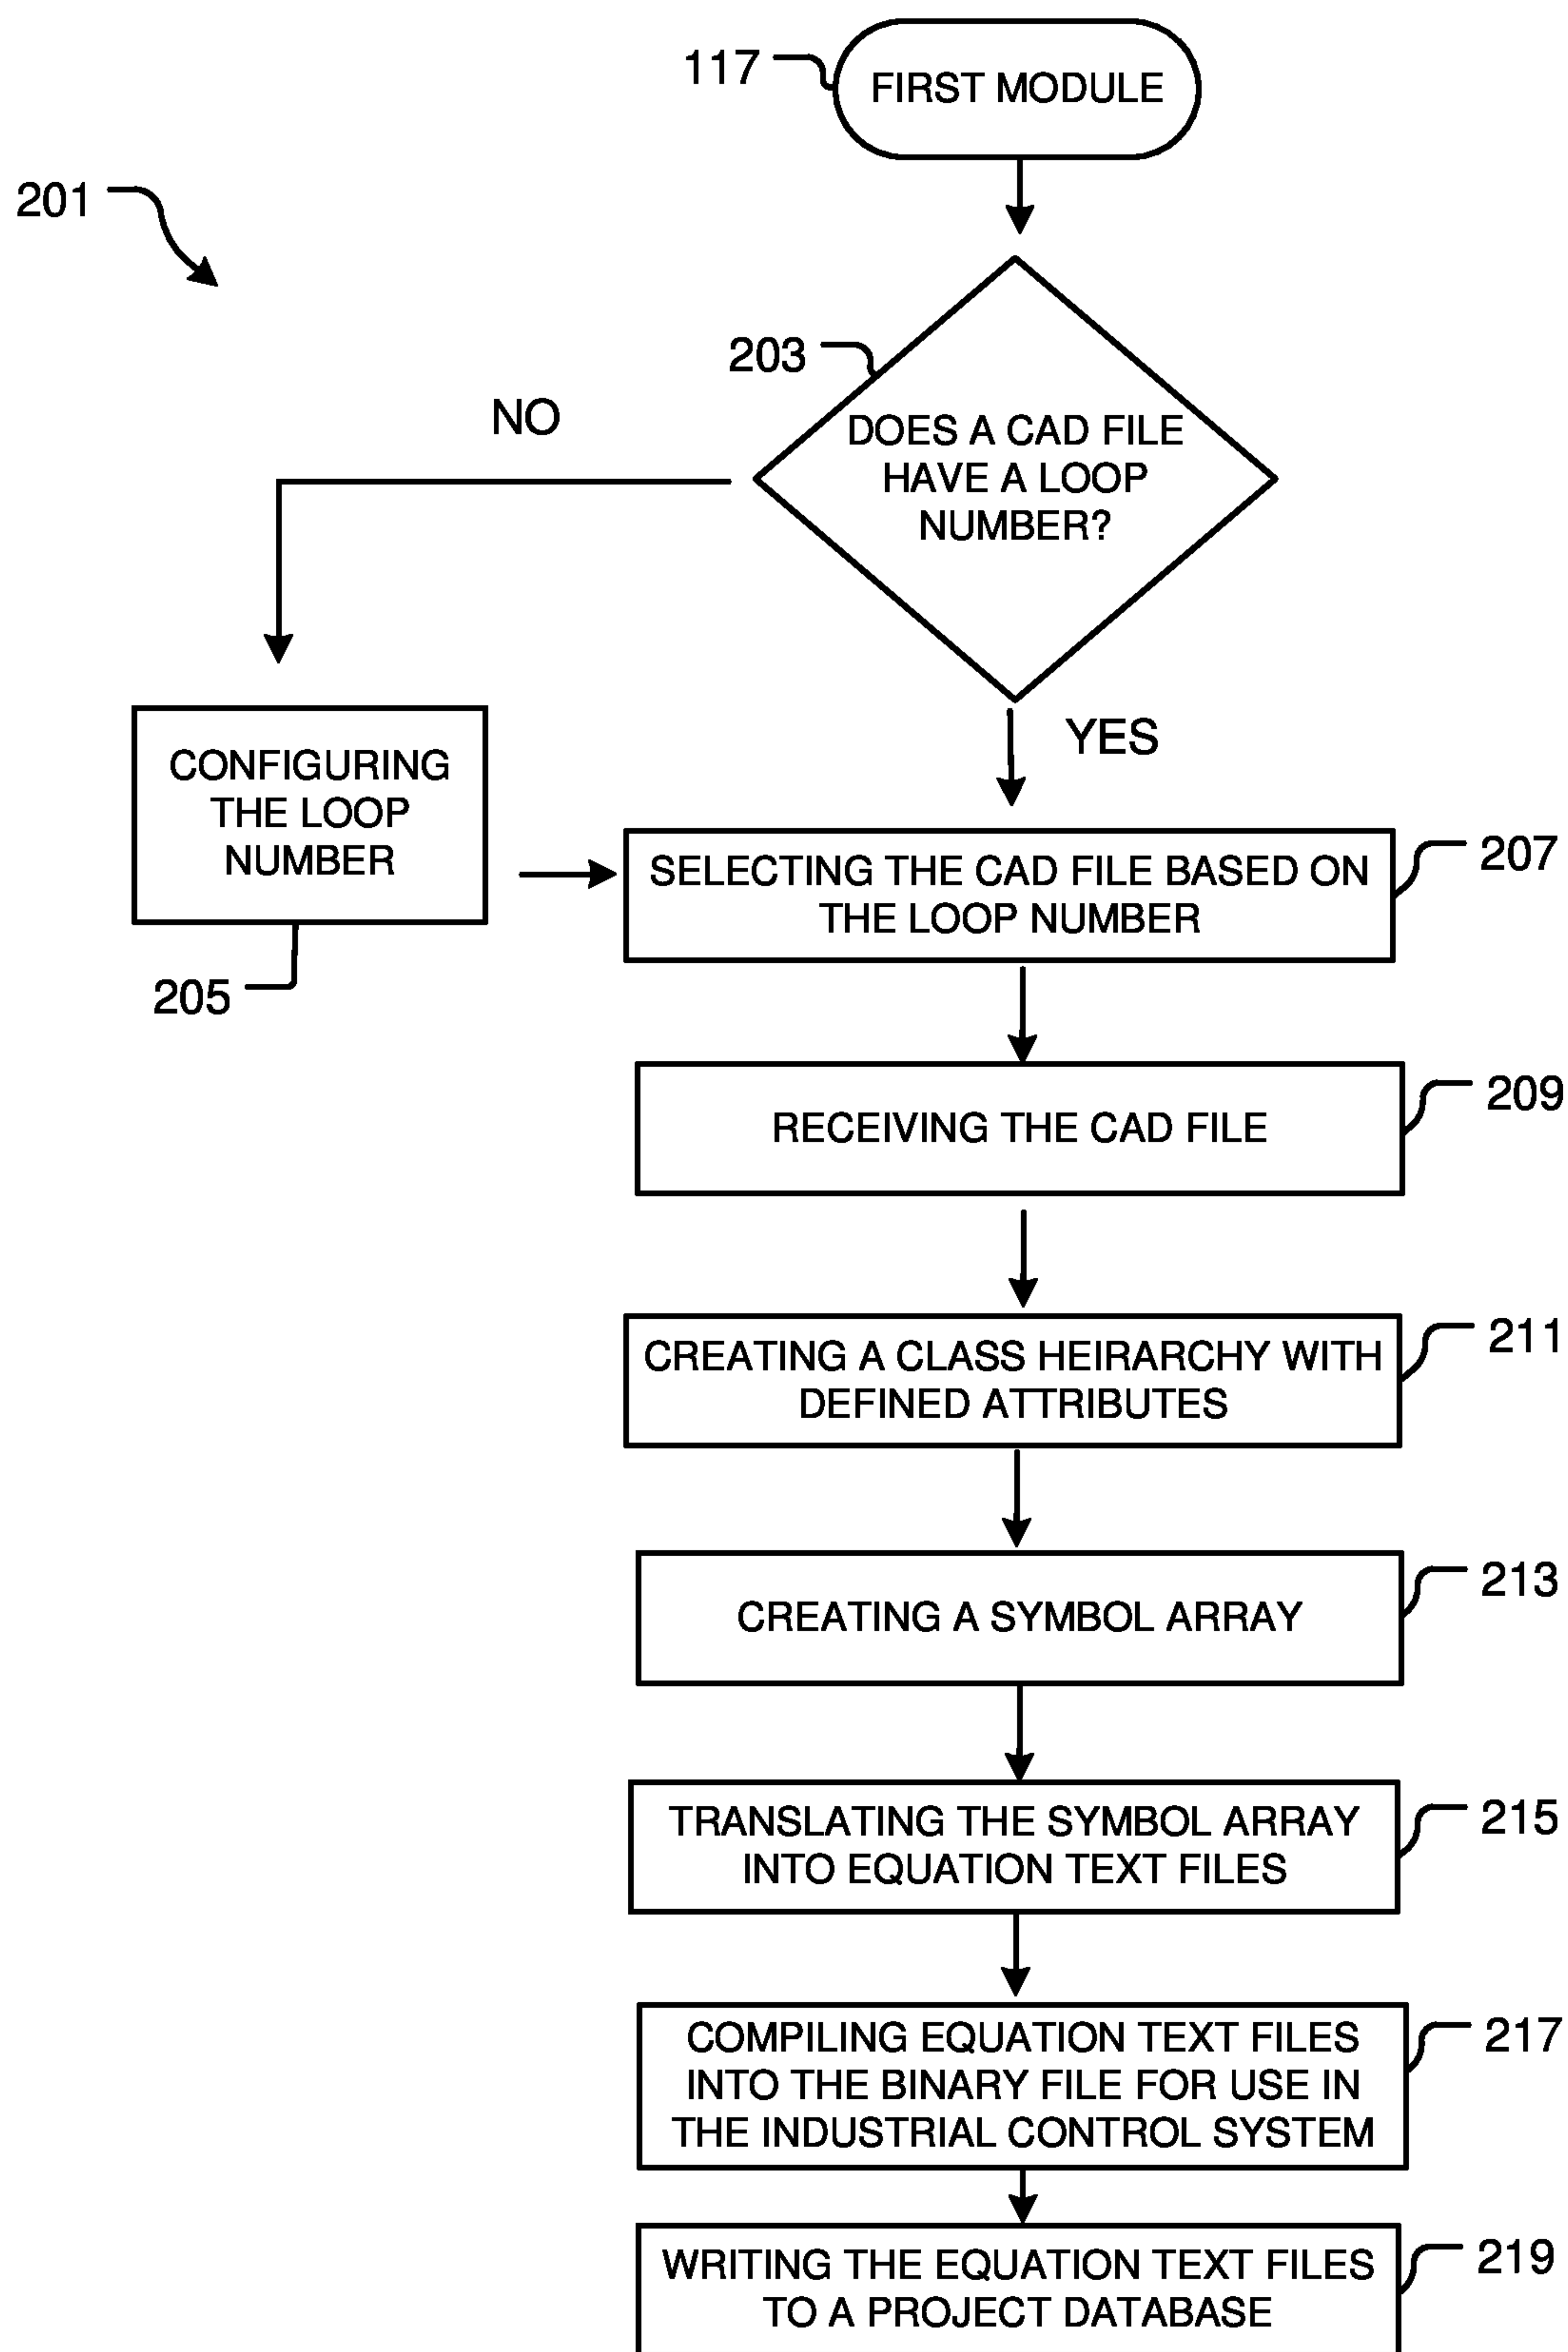 117
FIRST MODULE
201
203
DOES A CAD FILE
HAVE A LOOP
NUMBER?
NO
YES
CONFIGURING
THE LOOP
NUMBER
205
SELECTING THE CAD FILE BASED ON
THE LOOP NUMBER
207
RECEIVING THE CAD FILE
209
CREATING A CLASS HEIRARCHY WITH
DEFINED ATTRIBUTES
211
CREATING A SYMBOL ARRAY
213
TRANSLATING THE SYMBOL ARRAY
INTO EQUATION TEXT FILES
215
COMPILING EQUATION TEXT FILES
INTO THE BINARY FILE FOR USE IN
THE INDUSTRIAL CONTROL SYSTEM
217
WRITING THE EQUATION TEXT FILES
TO A PROJECT DATABASE
219